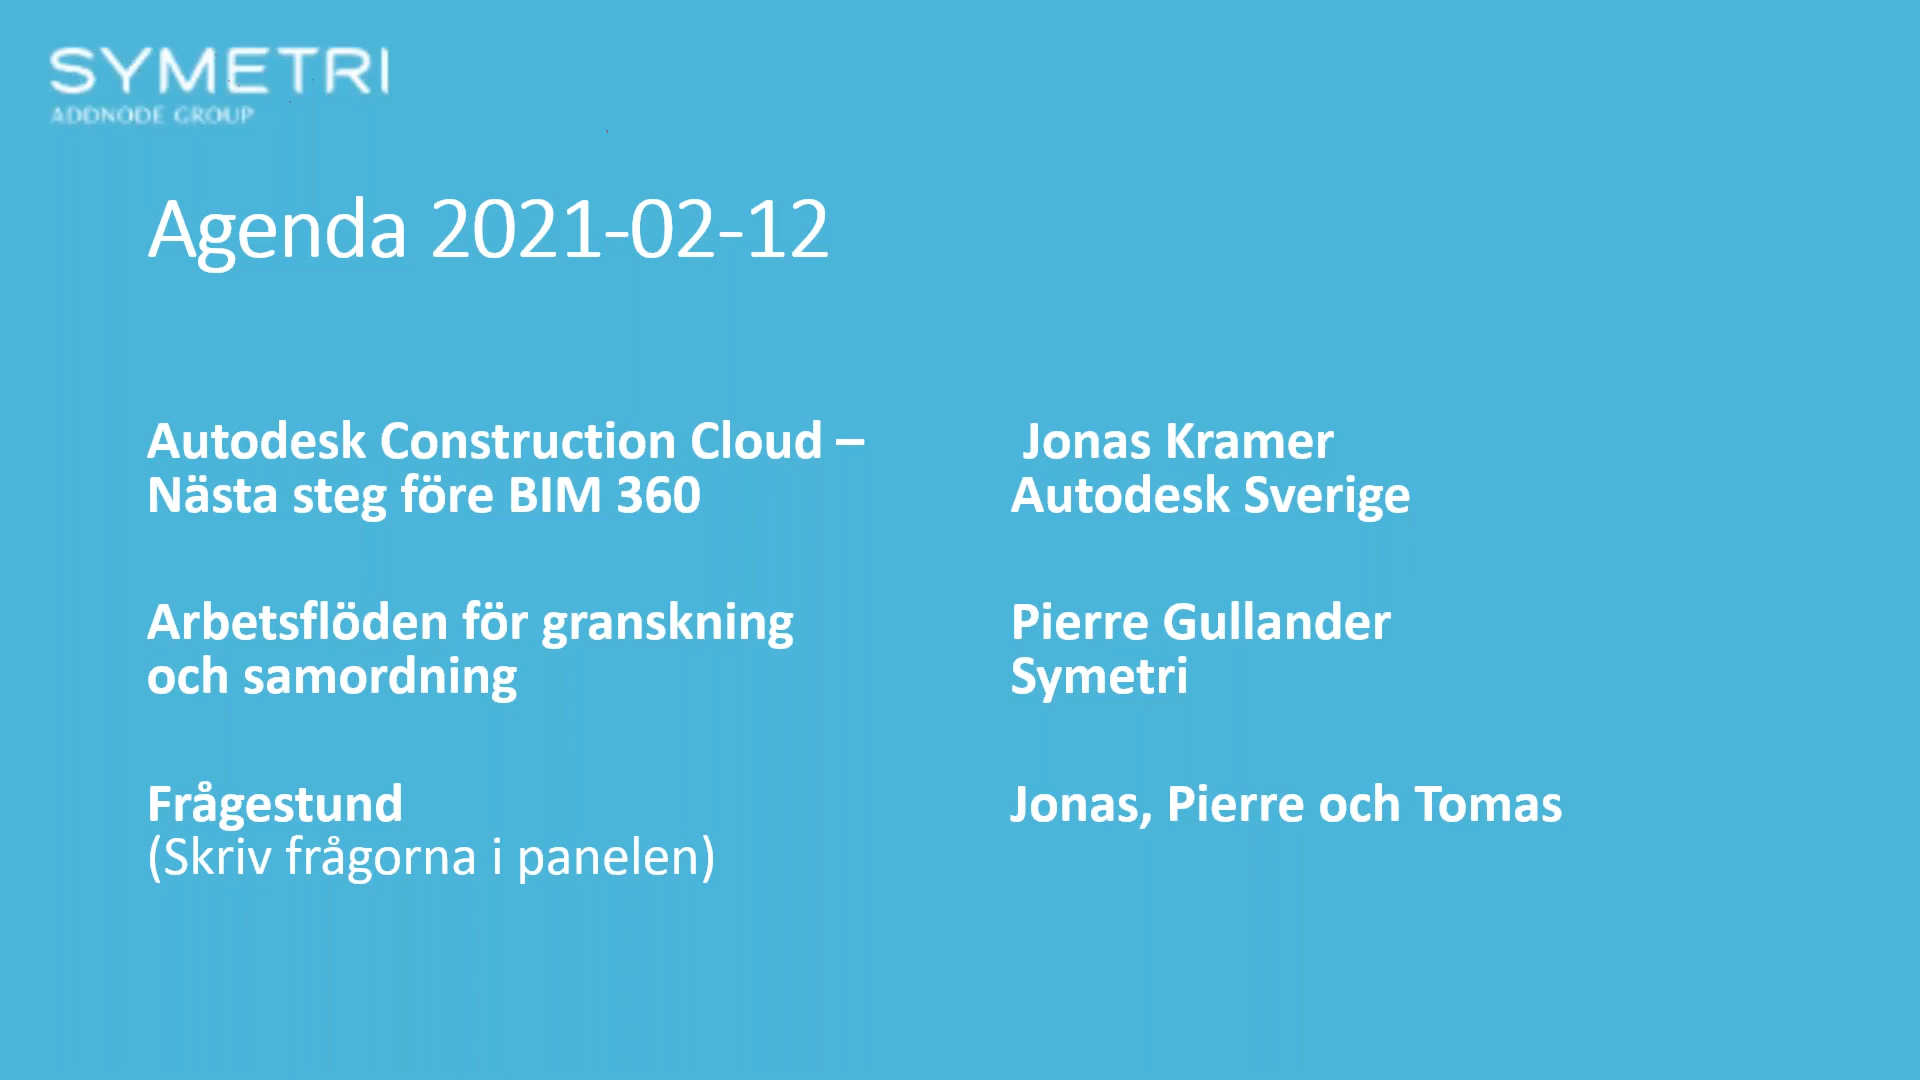 SYMETRI
ADDNODE GROUP
Agenda 2021-02-12
Autodesk Construction Cloud –
Nästa steg före BIM 360
Jonas Kramer
Autodesk Sverige
Arbetsflöden för granskning
och samordning
Pierre Gullander
Symetri
Frågestund
(Skriv frågorna i panelen)
Jonas, Pierre och Tomas